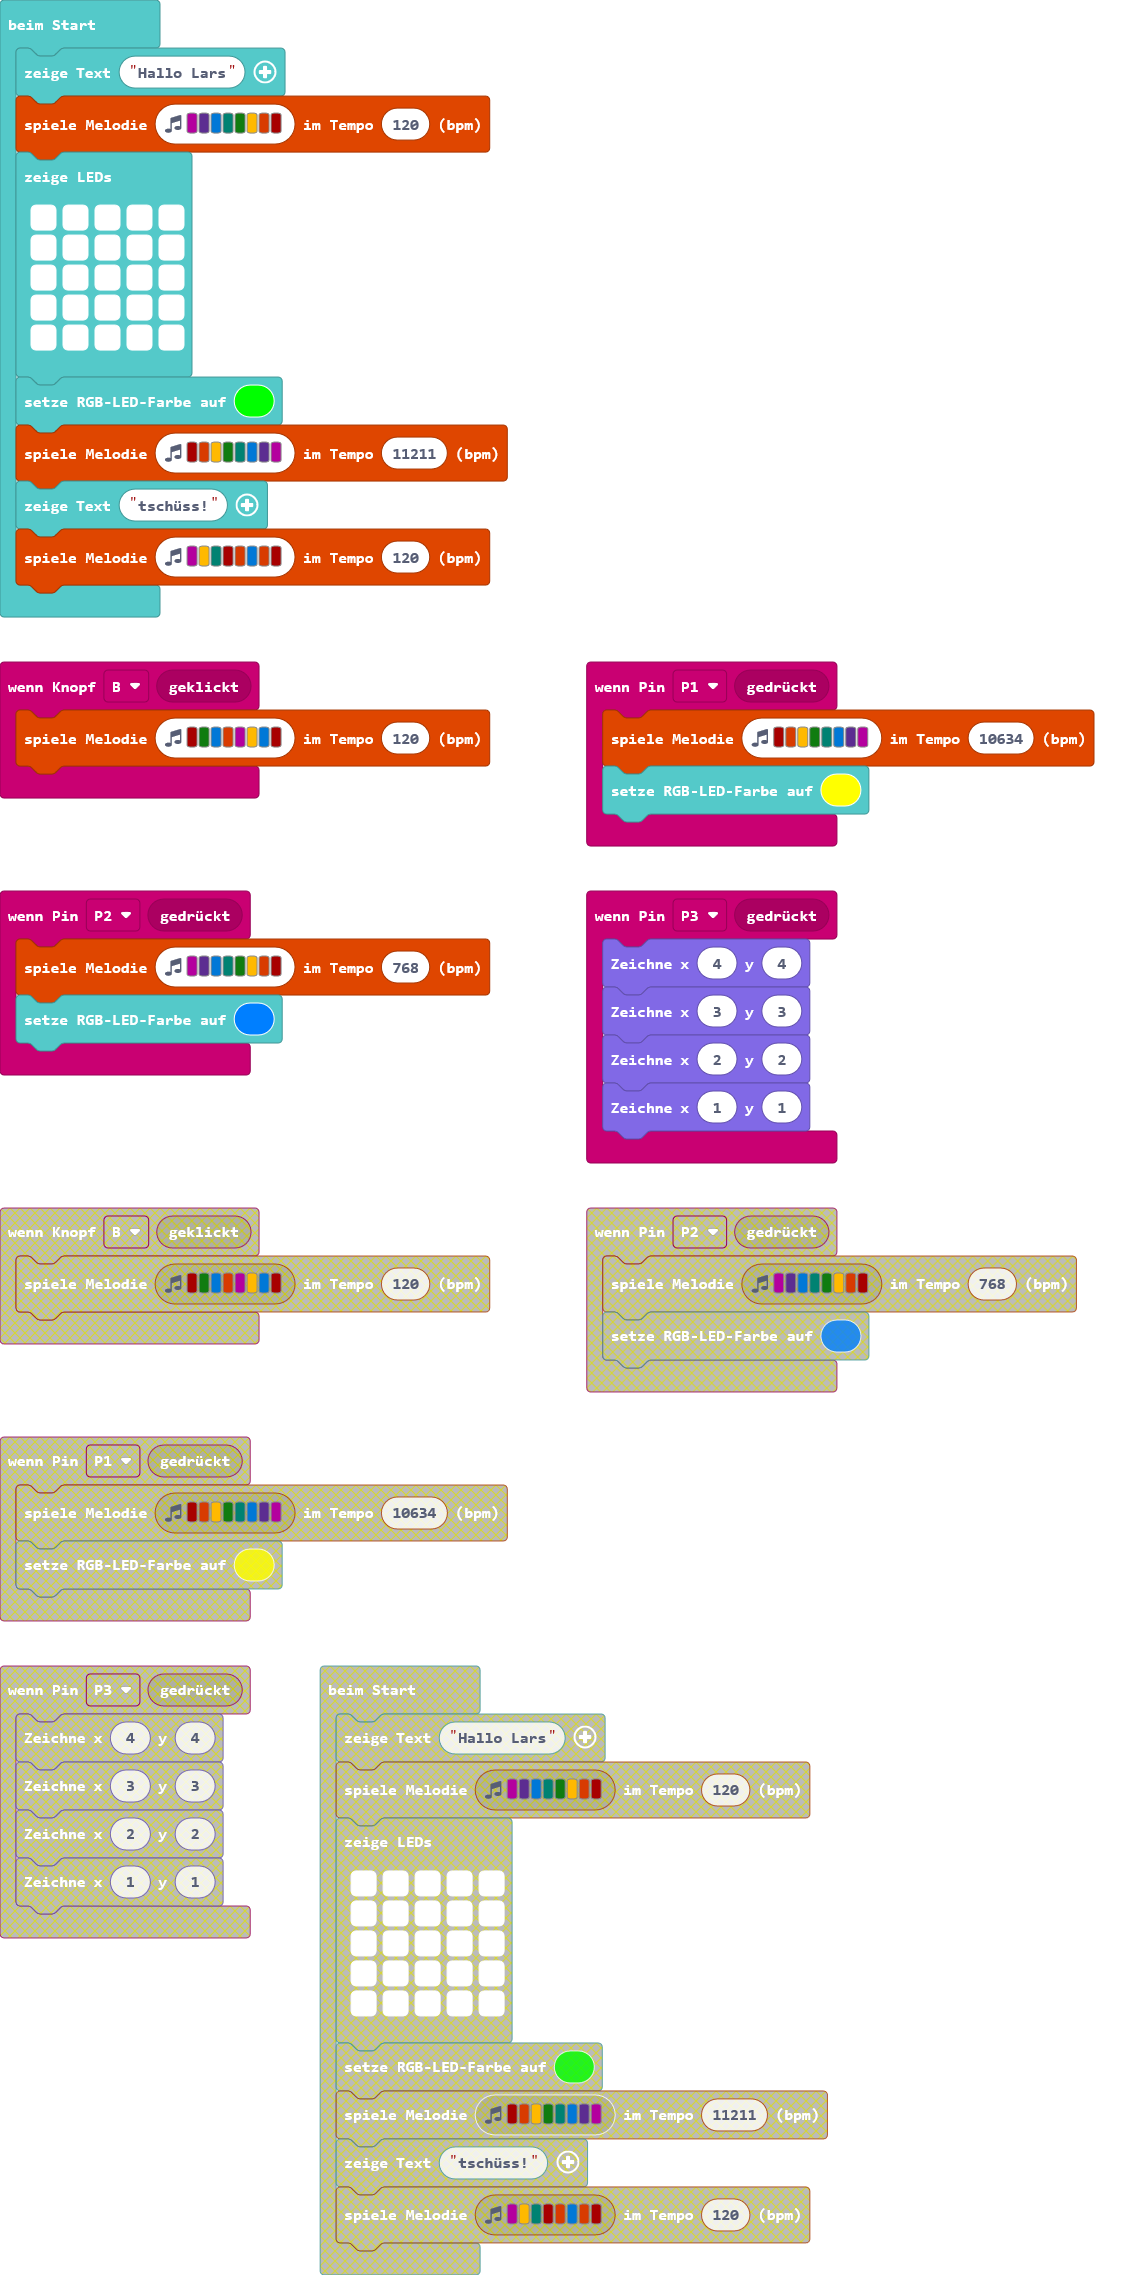 beim Start
zeige Text "Hallo Lars"
spiele Melodie im Tempo 120 (bpm)
zeige LEDs
setze RGB-LED-Farbe auf
spiele Melodie im Tempo 11211 (bpm)
zeige Text "tschüss!"
spiele Melodie im Tempo 120 (bpm)
wenn Knopf B geklickt
spiele Melodie im Tempo 120 (bpm)
wenn Pin P1 gedrückt
spiele Melodie im Tempo 10634 (bpm)
setze RGB-LED-Farbe auf
wenn Pin P2 gedrückt
spiele Melodie im Tempo 768 (bpm)
setze RGB-LED-Farbe auf
wenn Pin P3 gedrückt
Zeichne x 4 y 4
Zeichne x 3 y 3
Zeichne x 2 y 2
Zeichne x 1 y 1
wenn Knopf B geklickt
spiele Melodie im Tempo 120 (bpm)
wenn Pin P2 gedrückt
spiele Melodie im Tempo 768 (bpm)
setze RGB-LED-Farbe auf
wenn Pin P1 gedrückt
spiele Melodie im Tempo 10634 (bpm)
setze RGB-LED-Farbe auf
wenn Pin P3 gedrückt
Zeichne x 4 y 4
Zeichne x 3 y 3
Zeichne x 2 y 2
Zeichne x 1 y 1
beim Start
zeige Text "Hallo Lars"
spiele Melodie im Tempo 120 (bpm)
zeige LEDs
setze RGB-LED-Farbe auf
spiele Melodie im Tempo 11211 (bpm)
zeige Text "tschüss!"
spiele Melodie im Tempo 120 (bpm)